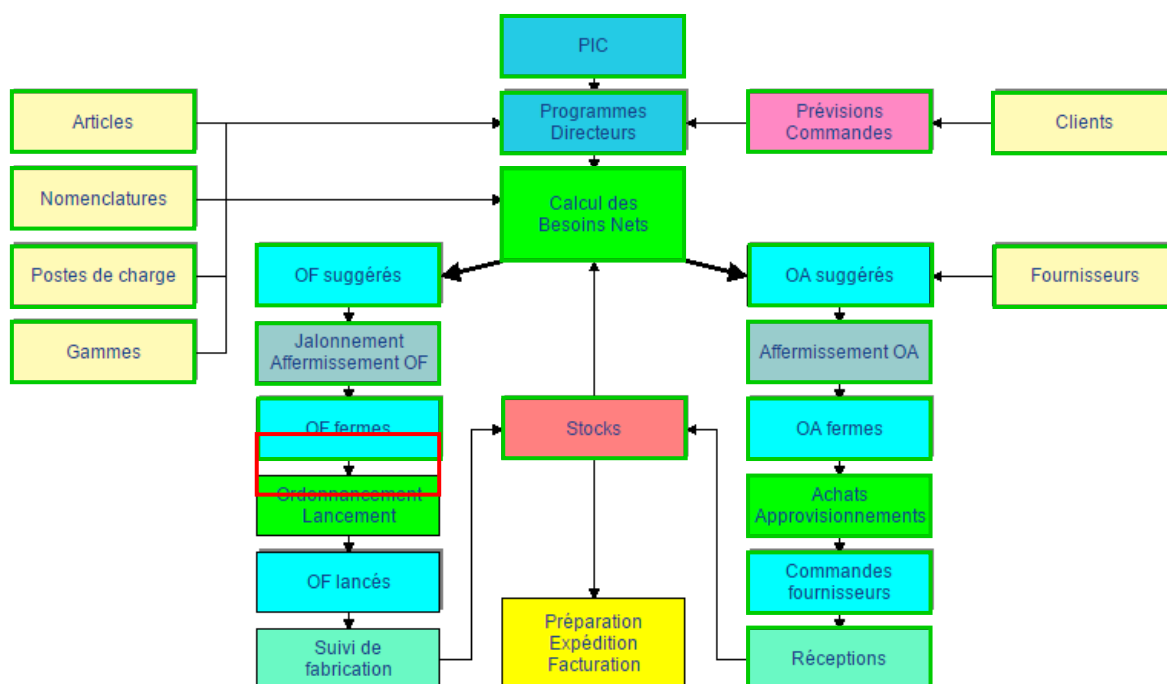 PIC
Articles
Programmes
Directeurs
Prévisions
Commandes
Clients
Nomenclatures
Calcul des
Besoins Nets
Postes de charge
OF suggérés
OA suggérés
Fournisseurs
Gammes
Jalonnement
Affermissement OF
Affermissement OA
OF fermes
Stocks
OA fermes
Ordonnancement
Lancement
Achats
Approvisionnements
OF lancés
Commandes
fournisseurs
Suivi de
fabrication
Préparation
Expédition
Facturation
Réceptions